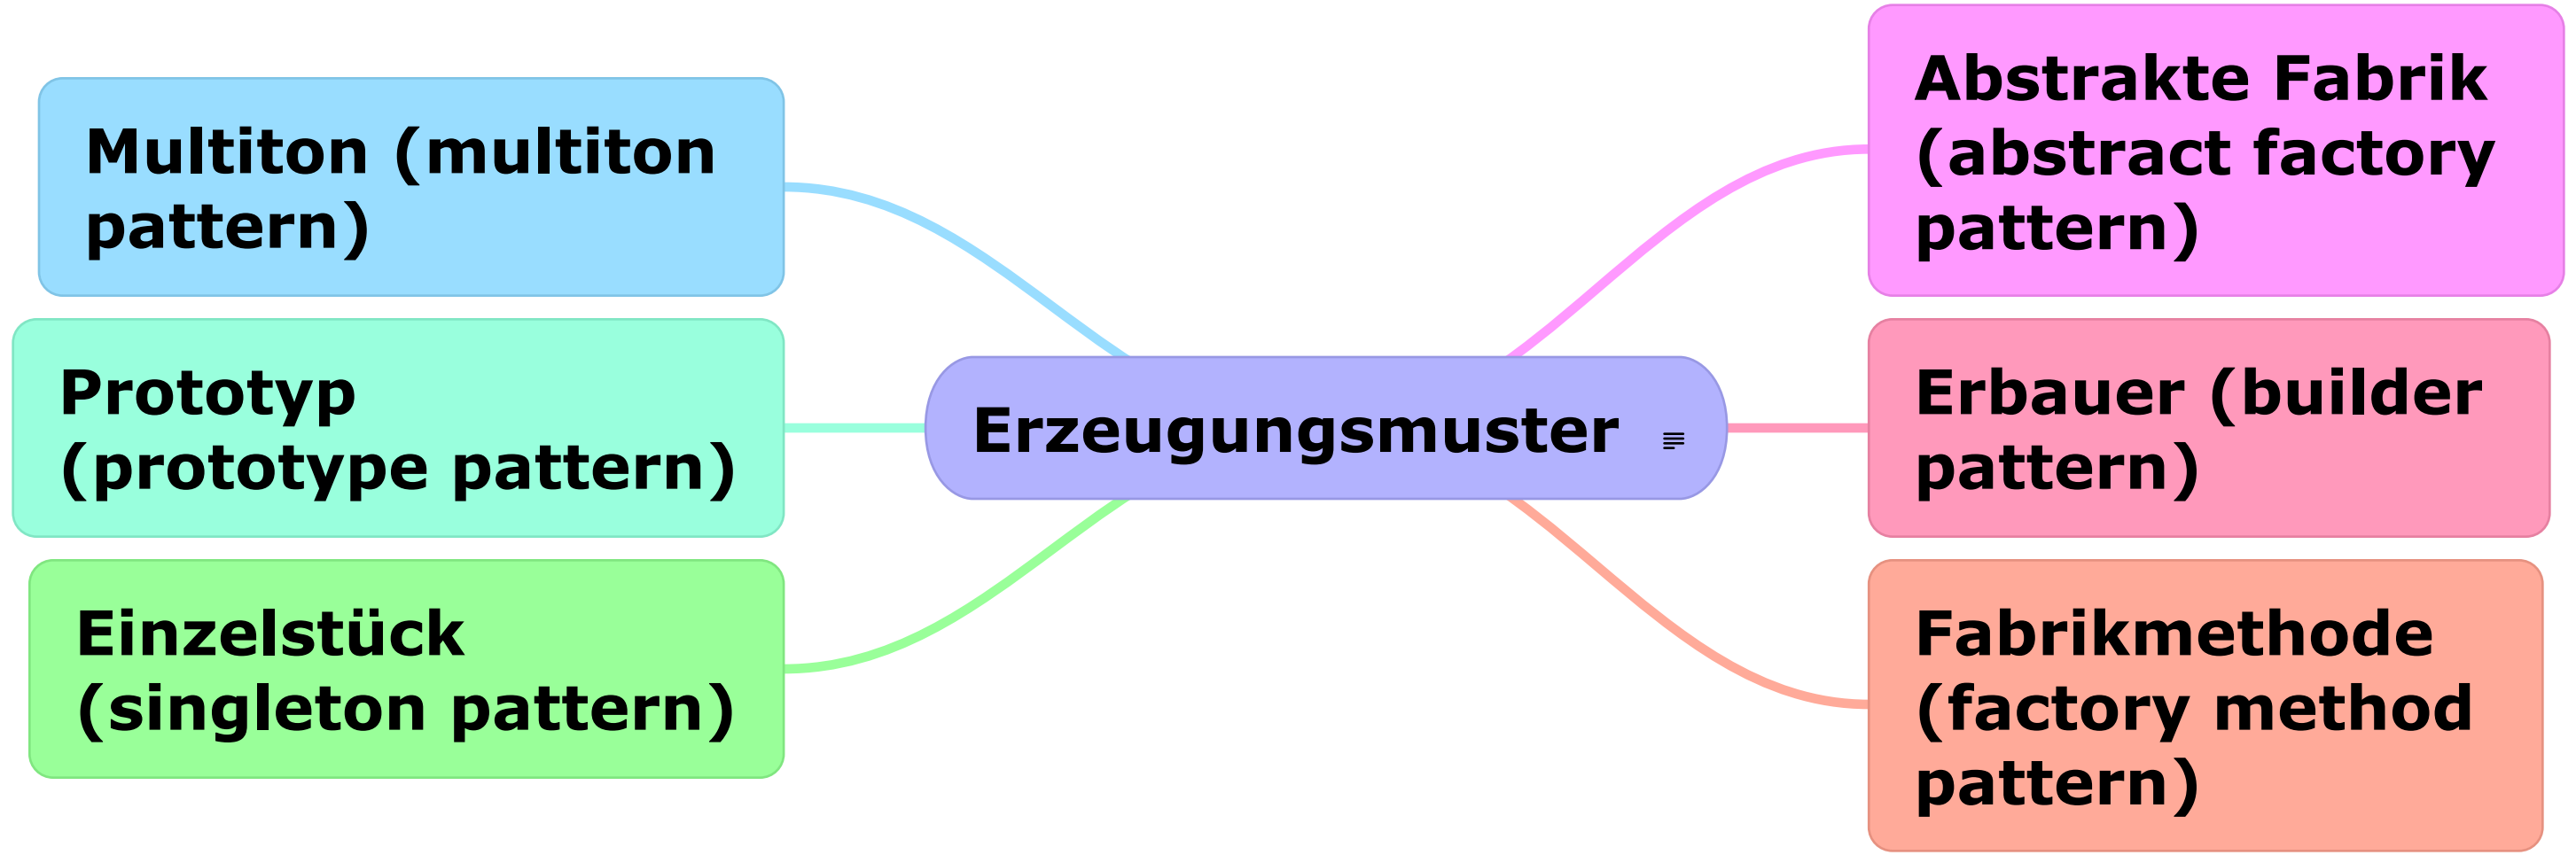 Multiton (multiton
pattern)
Prototyp
(prototype pattern)
Einzelstück
(singleton pattern)
Erzeugungsmuster
Abstrakte Fabrik
(abstract factory
pattern)
Erbauer (builder
pattern)
Fabrikmethode
(factory method
pattern)